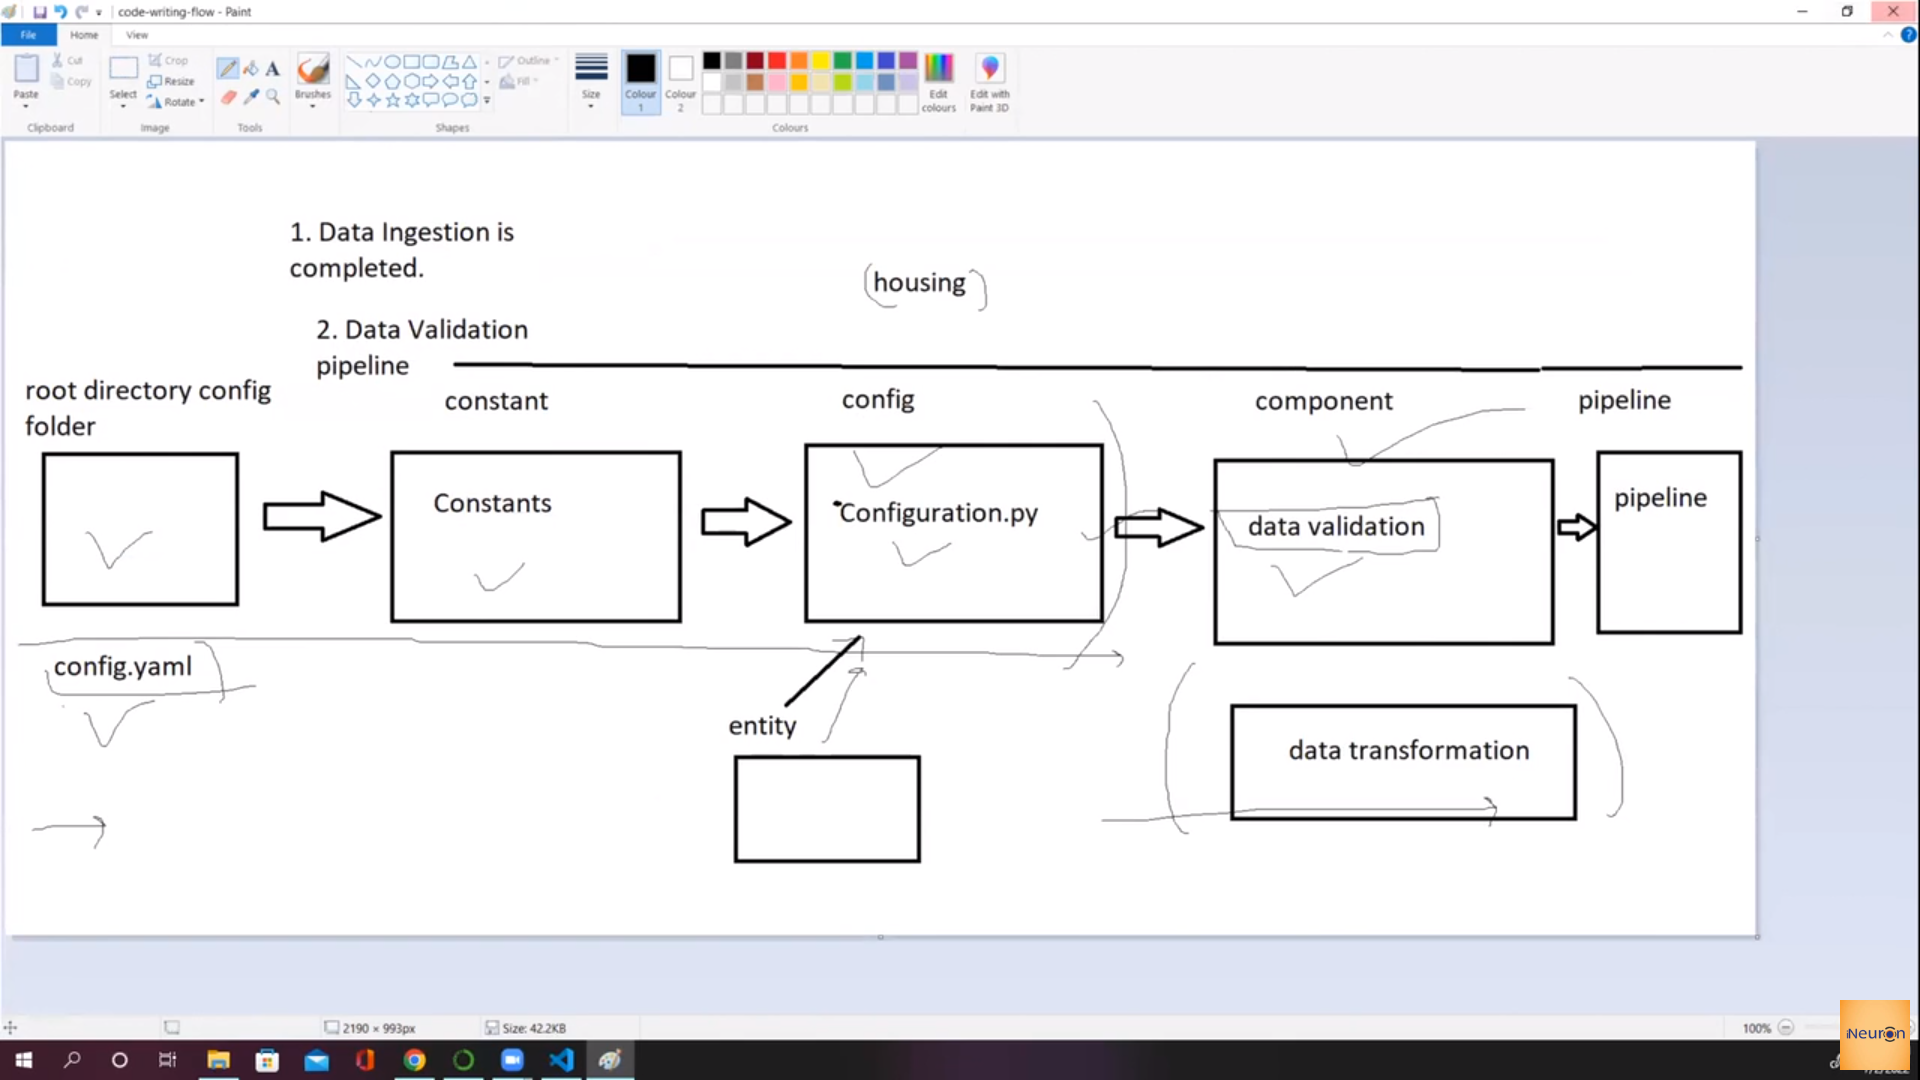 code-writing-flow - Paint
File
Home
View
Paste
Cut
Copy
Clipboard
Select
Crop
Resize
Rotate
Image
Tools
Brushes
Shapes
Outline
Fill
Size
Colour
1
Colour
2
Colours
Edit
colours
Edit with
Paint 3D
1. Data Ingestion is
completed.
(housing)
2. Data Validation
pipeline
root directory config
folder
constant
config
component
pipeline
Constants
Configuration.py
data validation
pipeline
config.yaml
entity
data transformation
2190 × 993px
Size: 42.2KB
100%
iNeuron